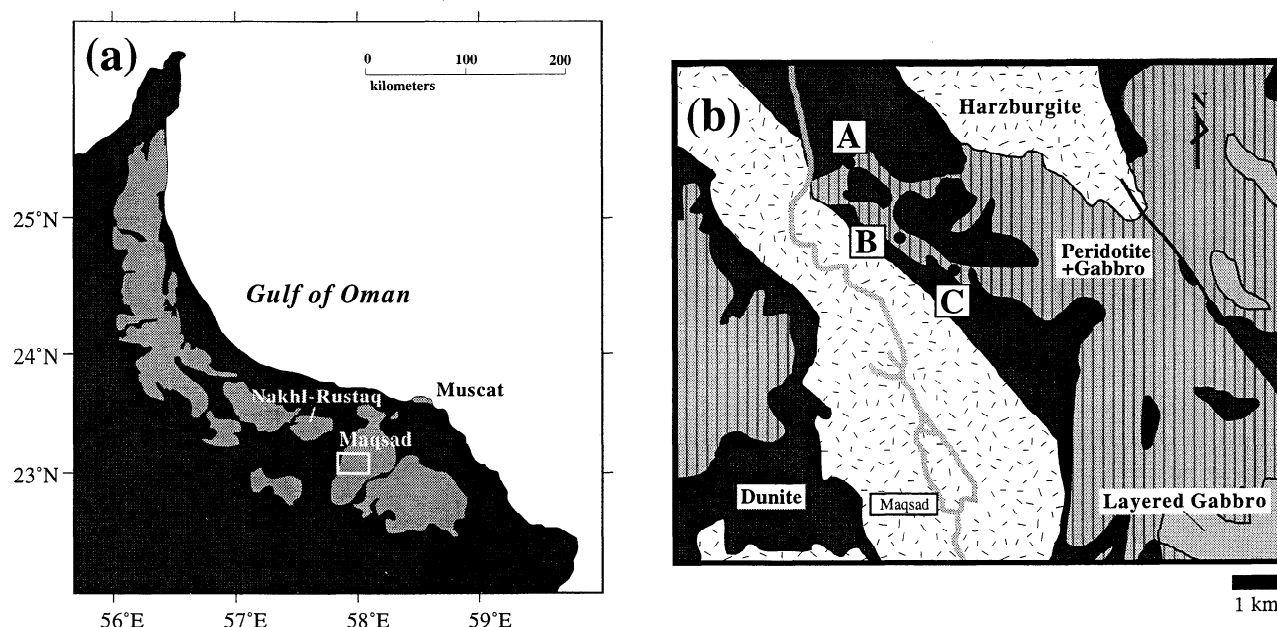 (a)
0 100 200
kilometers
25°N
24°N
23°N
Gulf of Oman
Muscat
Nakhl-Rustaq
Maqsad
56°E 57°E 58°E 59°E
(b)
Harzburgite
N
A
B
C
Peridotite
+Gabbro
Dunite
Maqsad
Layered Gabbro
1 km